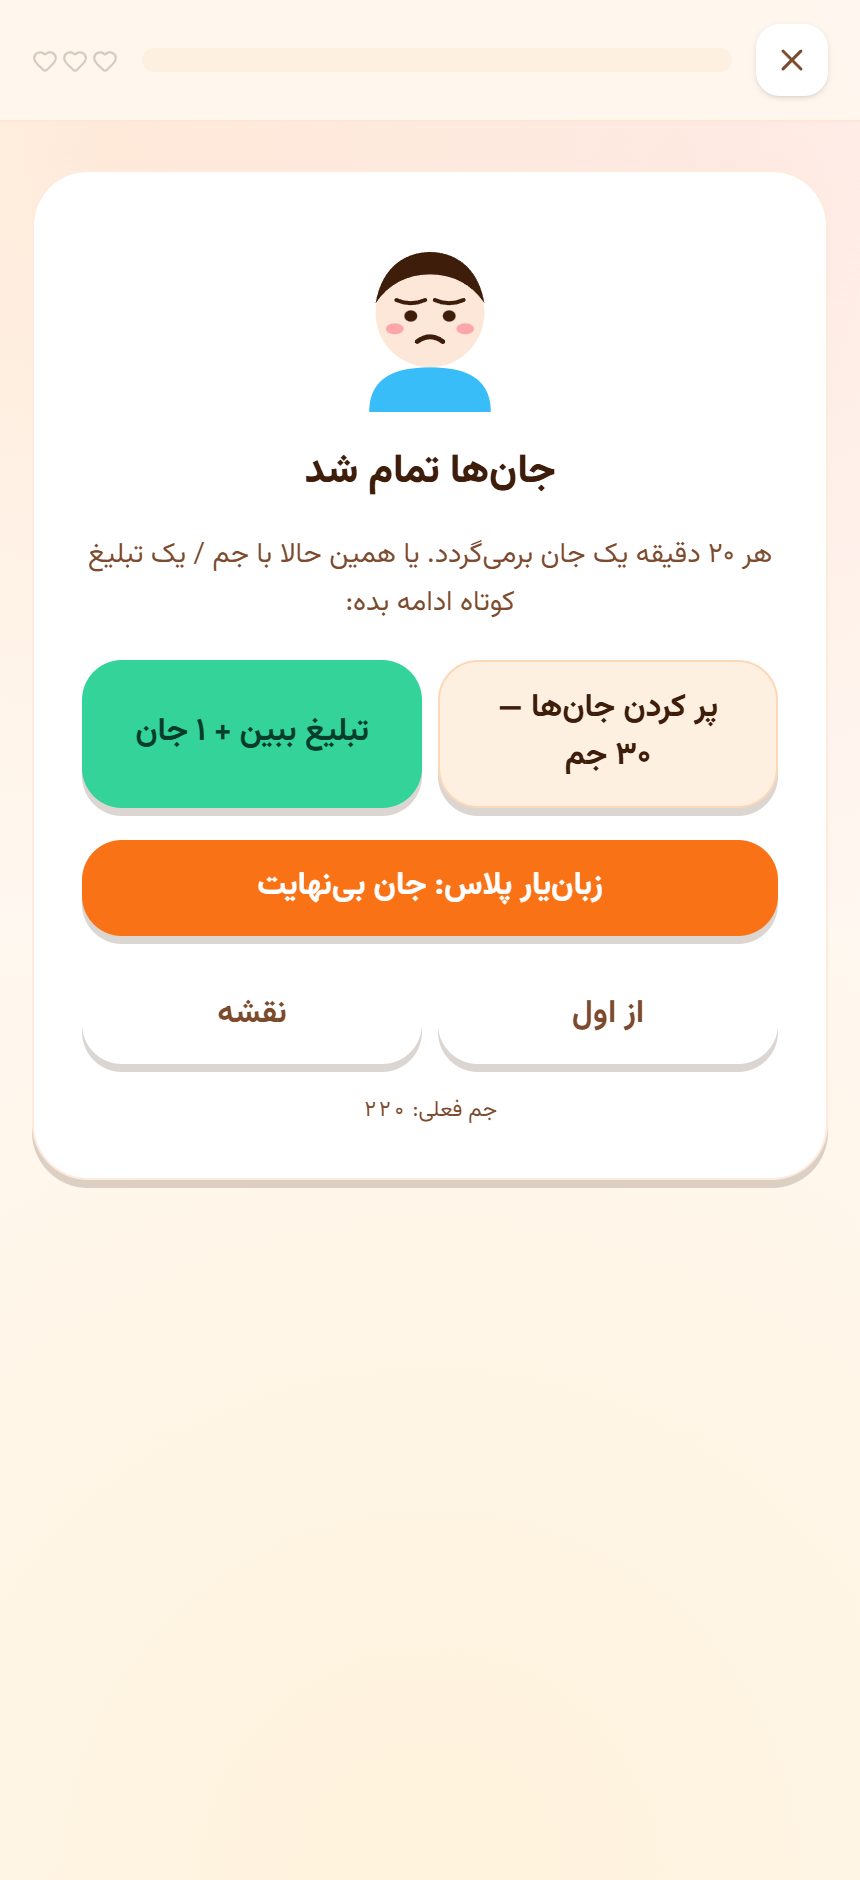 جان‌ها تمام شد
هر ۲۰ دقیقه یک جان برمی‌گردد. یا همین حالا با جم / یک تبلیغ
کوتاه ادامه بده:
پر کردن جان‌ها —
۳۰ جم
تبلیغ ببین + ۱ جان
زبان‌یار پلاس: جان بی‌نهایت
از اول
نقشه
جم فعلی: ۲۲۰